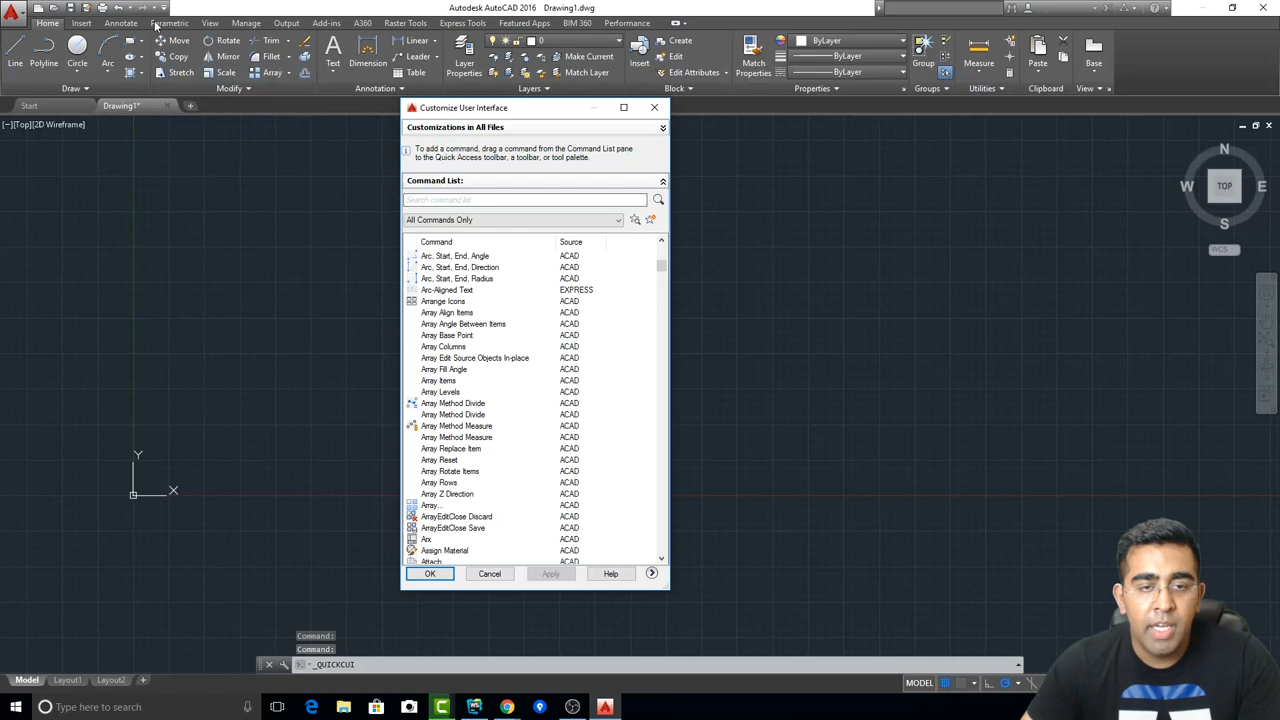 Autodesk AutoCAD 2016 Drawing1.dwg
Home Insert Annotate Parametric View Manage Output Add-ins A360 Raster Tools Express Tools Featured Apps BIM 360 Performance
Line Polyline Circle Arc
Move Rotate Trim
Copy Mirror Fillet
Stretch Scale Array
Text Dimension
Linear
Leader
Table
Layer Properties
0
Make Current
Match Layer
Insert
Create
Edit
Edit Attributes
Match Properties
ByLayer
ByLayer
ByLayer
Group
Measure
Paste
Base
Draw Modify Annotation Layers Block Properties Groups Utilities Clipboard View
Start Drawing1*
[−][Top][2D Wireframe]
N
W TOP E
S
WCS
Y
X
Customize User Interface
Customizations in All Files
To add a command, drag a command from the Command List pane
to the Quick Access toolbar, a toolbar, or tool palette.
Command List:
Search command list
All Commands Only
Command Source
Arc, Start, End, Angle ACAD
Arc, Start, End, Direction ACAD
Arc, Start, End, Radius ACAD
Arc-Aligned Text EXPRESS
Arrange Icons ACAD
Array Align Items ACAD
Array Angle Between Items ACAD
Array Base Point ACAD
Array Columns ACAD
Array Edit Source Objects In-place ACAD
Array Fill Angle ACAD
Array Items ACAD
Array Levels ACAD
Array Method Divide ACAD
Array Method Divide ACAD
Array Method Measure ACAD
Array Method Measure ACAD
Array Replace Item ACAD
Array Reset ACAD
Array Rotate Items ACAD
Array Rows ACAD
Array Z Direction ACAD
Array... ACAD
ArrayEditClose Discard ACAD
ArrayEditClose Save ACAD
Arx ACAD
Assign Material ACAD
Attach ACAD
OK Cancel Apply Help
Command:
Command:
_QUICKCUI
Model Layout1 Layout2
MODEL
Type here to search